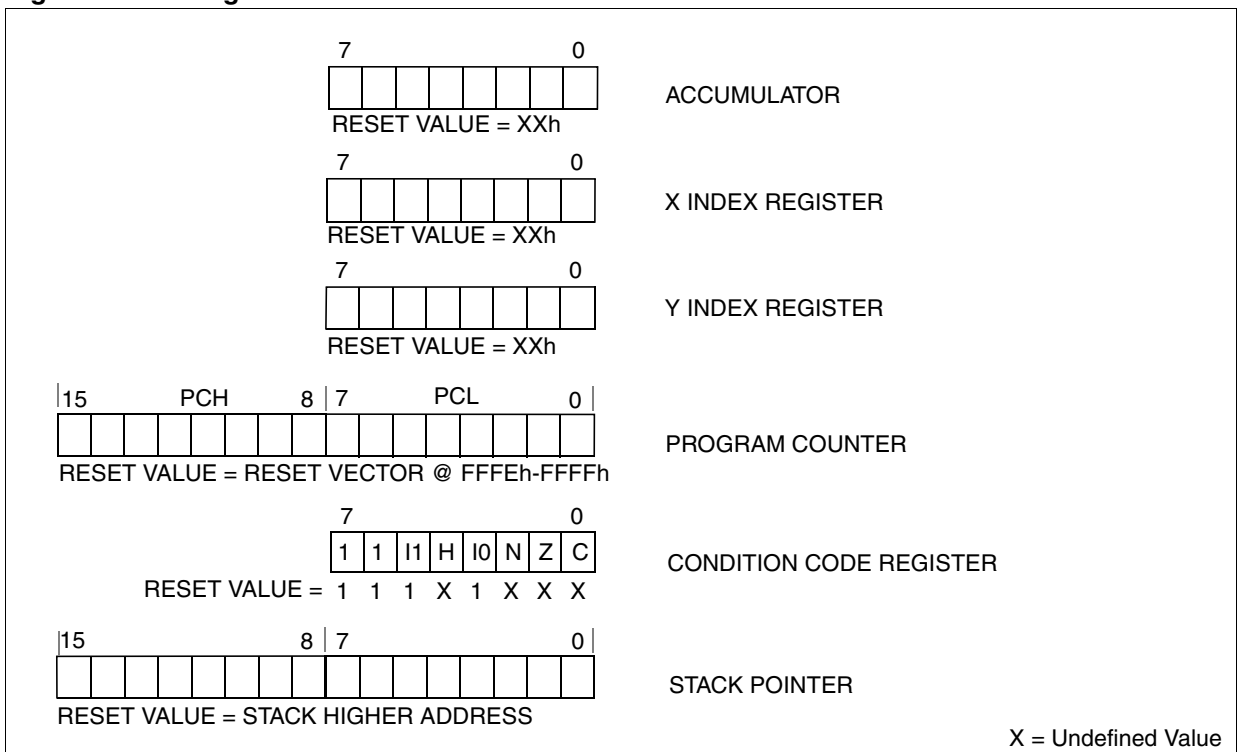 7 0
ACCUMULATOR
RESET VALUE = XXh
7 0
X INDEX REGISTER
RESET VALUE = XXh
7 0
Y INDEX REGISTER
RESET VALUE = XXh
15 PCH 8 7 PCL 0
PROGRAM COUNTER
RESET VALUE = RESET VECTOR @ FFFEh-FFFFh
7 0
1 1 I1 H I0 N Z C
CONDITION CODE REGISTER
RESET VALUE = 1 1 1 X 1 X X X
15 8 7 0
STACK POINTER
RESET VALUE = STACK HIGHER ADDRESS
X = Undefined Value